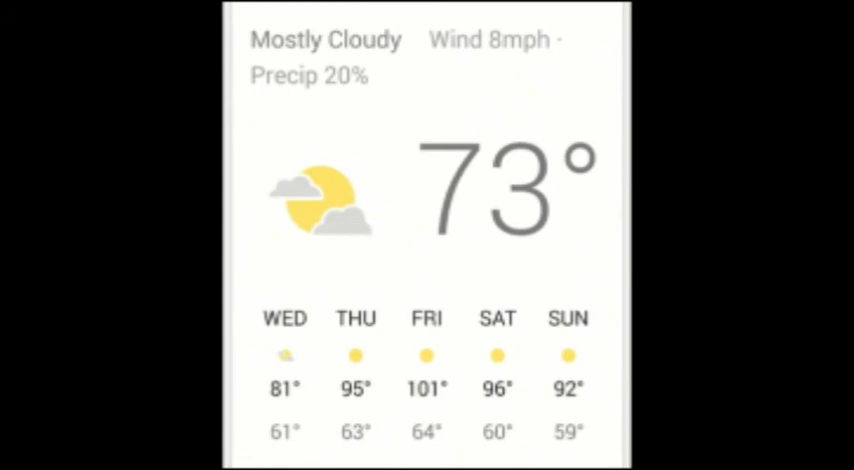 Mostly Cloudy Wind 8mph ·
Precip 20%
73°
WED THU FRI SAT SUN
81° 95° 101° 96° 92°
61° 63° 64° 60° 59°